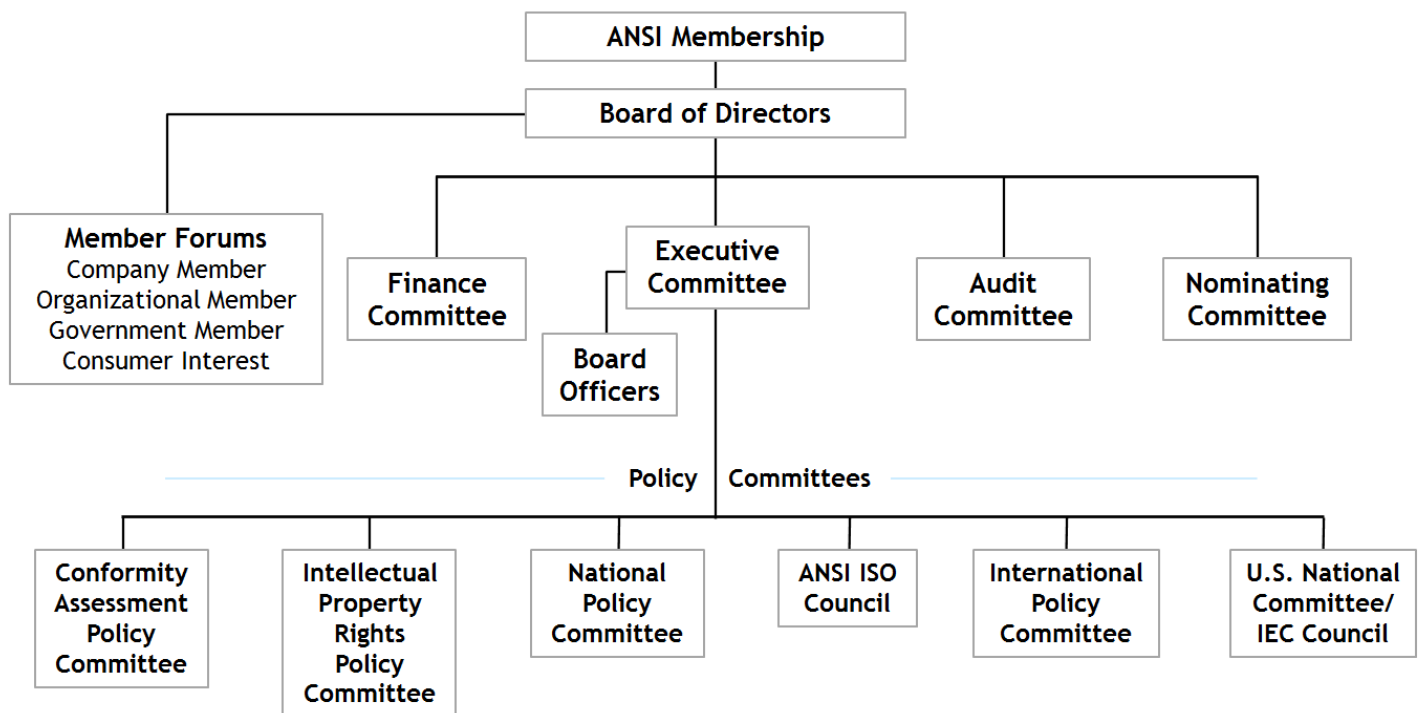 ANSI Membership
Board of Directors
Member Forums
Company Member
Organizational Member
Government Member
Consumer Interest
Finance
Committee
Executive
Committee
Board
Officers
Audit
Committee
Nominating
Committee
Policy Committees
Conformity
Assessment
Policy
Committee
Intellectual
Property
Rights
Policy
Committee
National
Policy
Committee
ANSI ISO
Council
International
Policy
Committee
U.S. National
Committee/
IEC Council